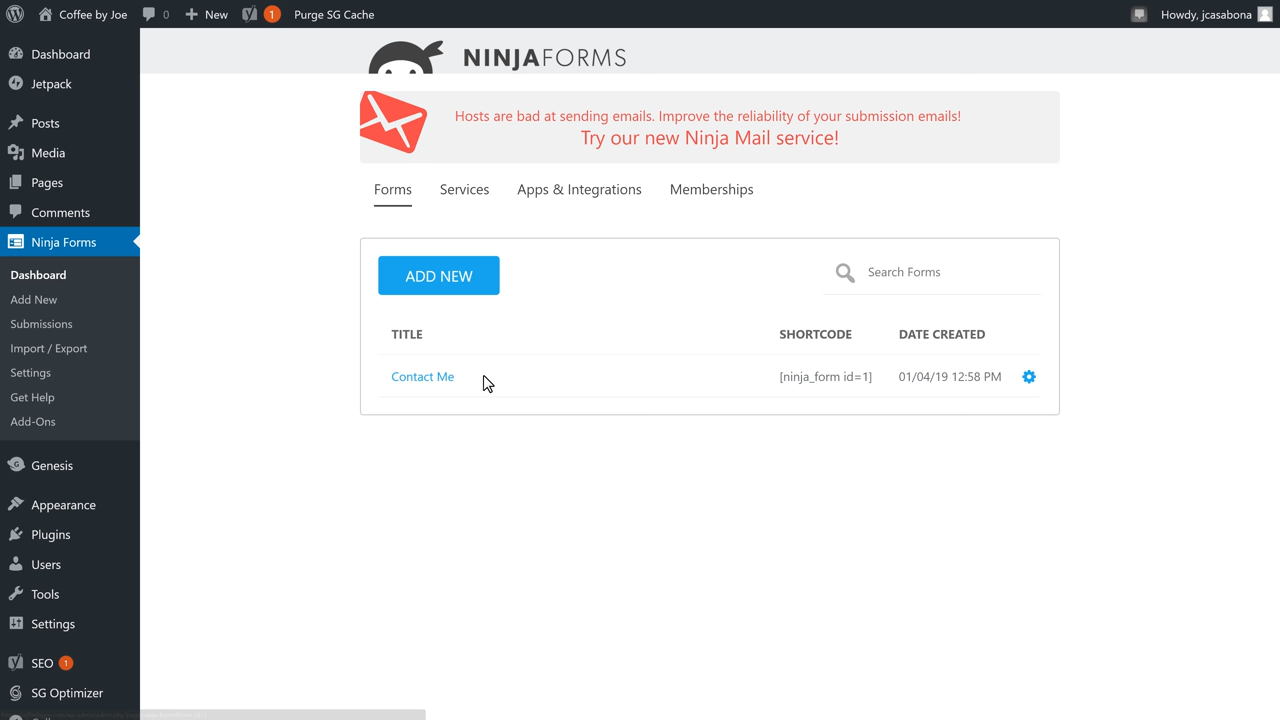 Coffee by Joe
0
New
1
Purge SG Cache
Howdy, jcasabona
Dashboard
Jetpack
Posts
Media
Pages
Comments
Ninja Forms
Dashboard
Add New
Submissions
Import / Export
Settings
Get Help
Add-Ons
Genesis
Appearance
Plugins
Users
Tools
Settings
SEO 1
SG Optimizer
NINJAFORMS
Hosts are bad at sending emails. Improve the reliability of your submission emails!
Try our new Ninja Mail service!
Forms
Services
Apps & Integrations
Memberships
ADD NEW
Search Forms
TITLE
SHORTCODE
DATE CREATED
Contact Me
[ninja_form id=1]
01/04/19 12:58 PM